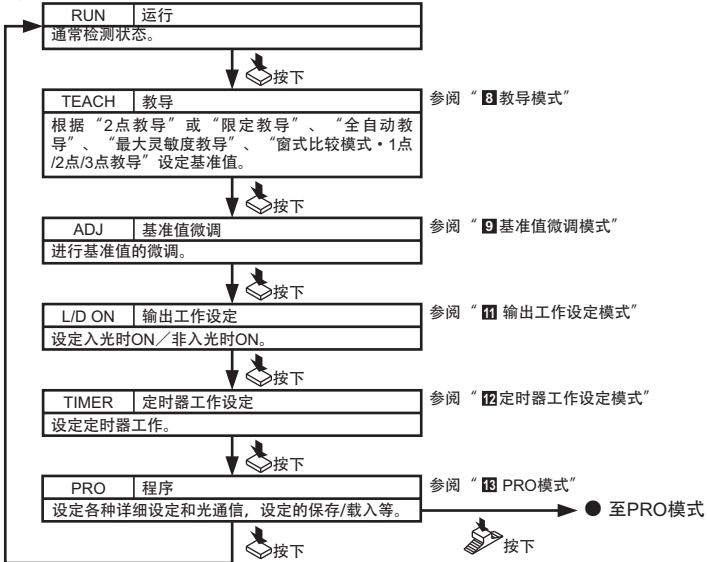 RUN 运行
通常检测状态。
按下
TEACH 教导
参阅“ 8 教导模式”
根据“2点教导”或“限定教导”、“全自动教
导”、“最大灵敏度教导”、“窗式比较模式・1点
/2点/3点教导”设定基准值。
按下
ADJ 基准值微调
参阅“ 9 基准值微调模式”
进行基准值的微调。
按下
L/D ON 输出工作设定
参阅“ 11 输出工作设定模式”
设定入光时ON／非入光时ON。
按下
TIMER 定时器工作设定
参阅“ 12 定时器工作设定模式”
设定定时器工作。
按下
PRO 程序
参阅“ 13 PRO模式”
设定各种详细设定和光通信，设定的保存/载入等。
● 至PRO模式
按下
按下